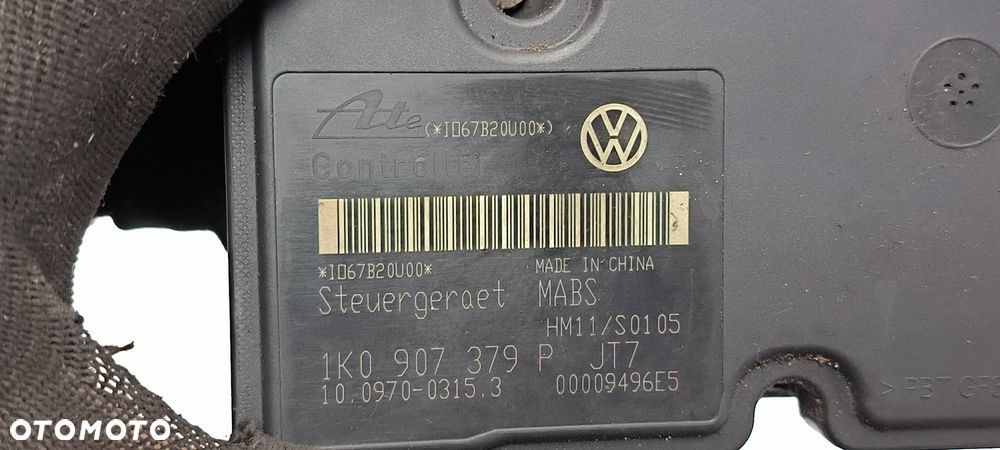 Ate
(*I067B20U00*)
Controller
*I067B20U00*
MADE IN CHINA
Steuergeraet MABS
HM11/S0105
1K0 907 379 P JT7
10.0970-0315.3 00009496E5
OTOMOTO